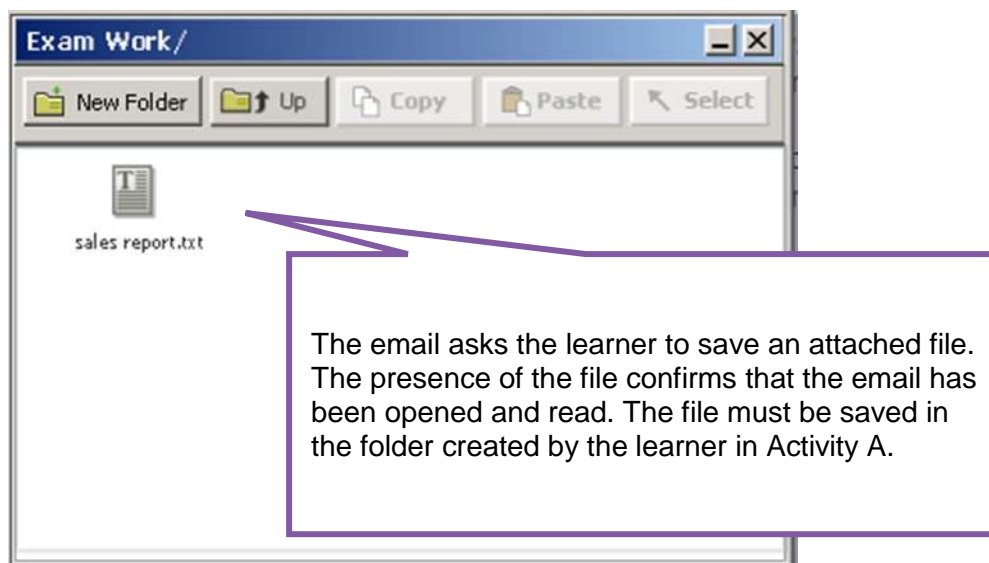 Exam Work/
New Folder Up Copy Paste Select
T
sales report.txt
The email asks the learner to save an attached file.
The presence of the file confirms that the email has
been opened and read. The file must be saved in
the folder created by the learner in Activity A.